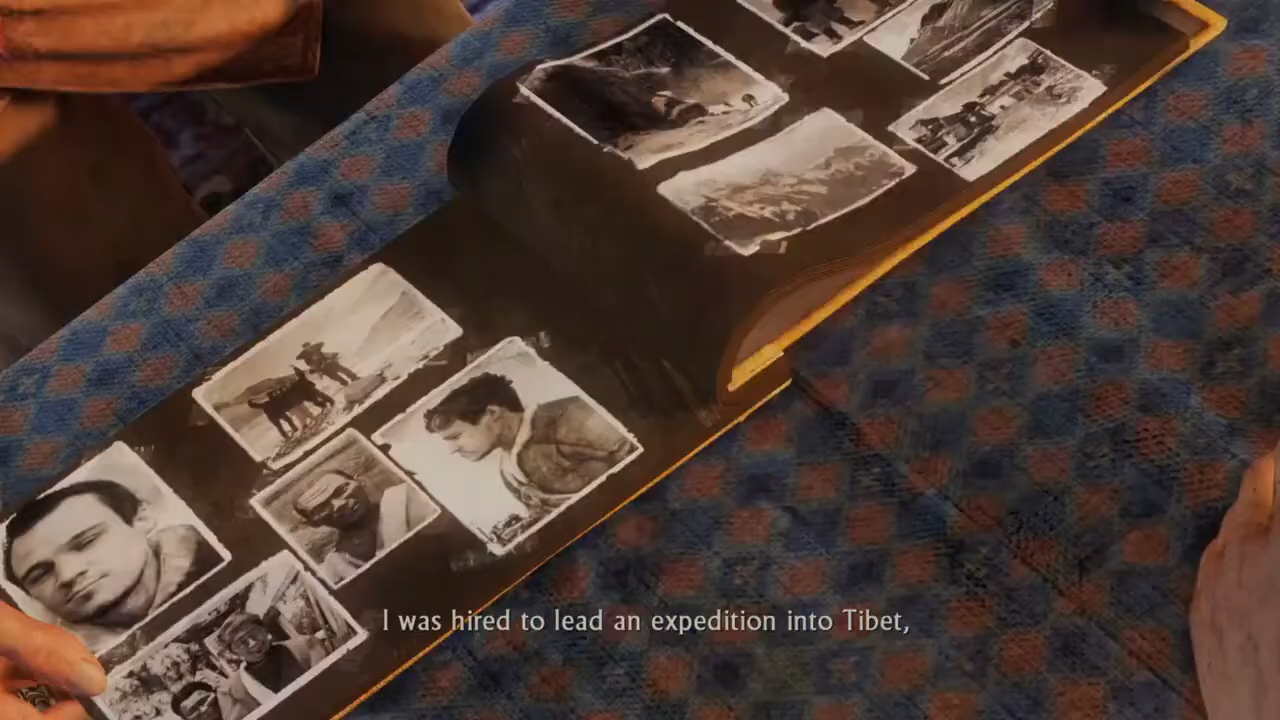 I was hired to lead an expedition into Tibet,